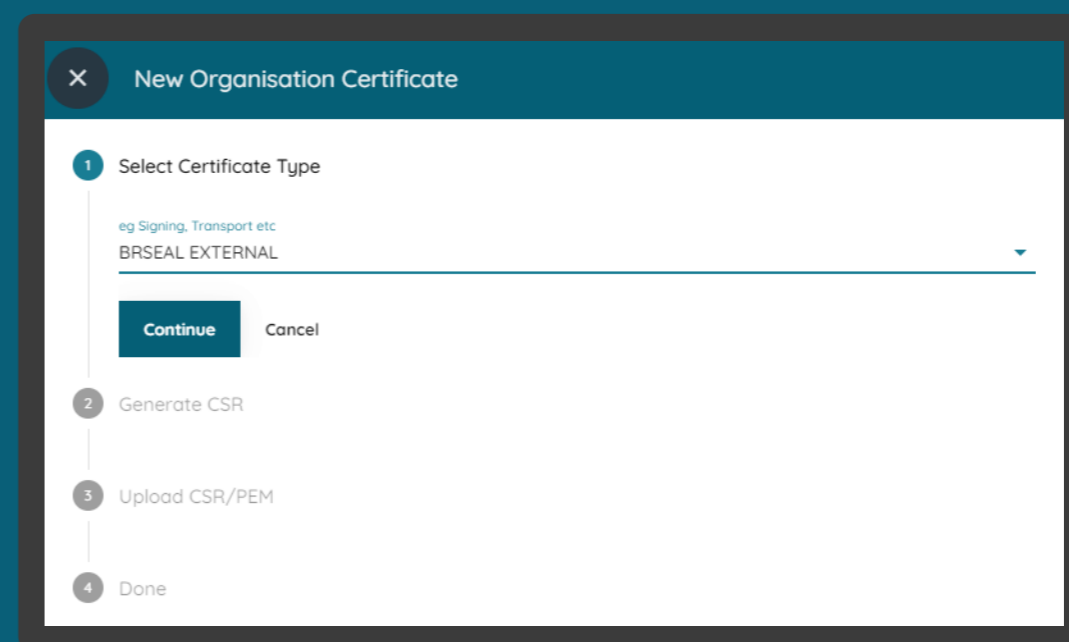 New Organisation Certificate
1 Select Certificate Type
eg Signing, Transport etc
BRSEAL EXTERNAL
Continue Cancel
2 Generate CSR
3 Upload CSR/PEM
4 Done